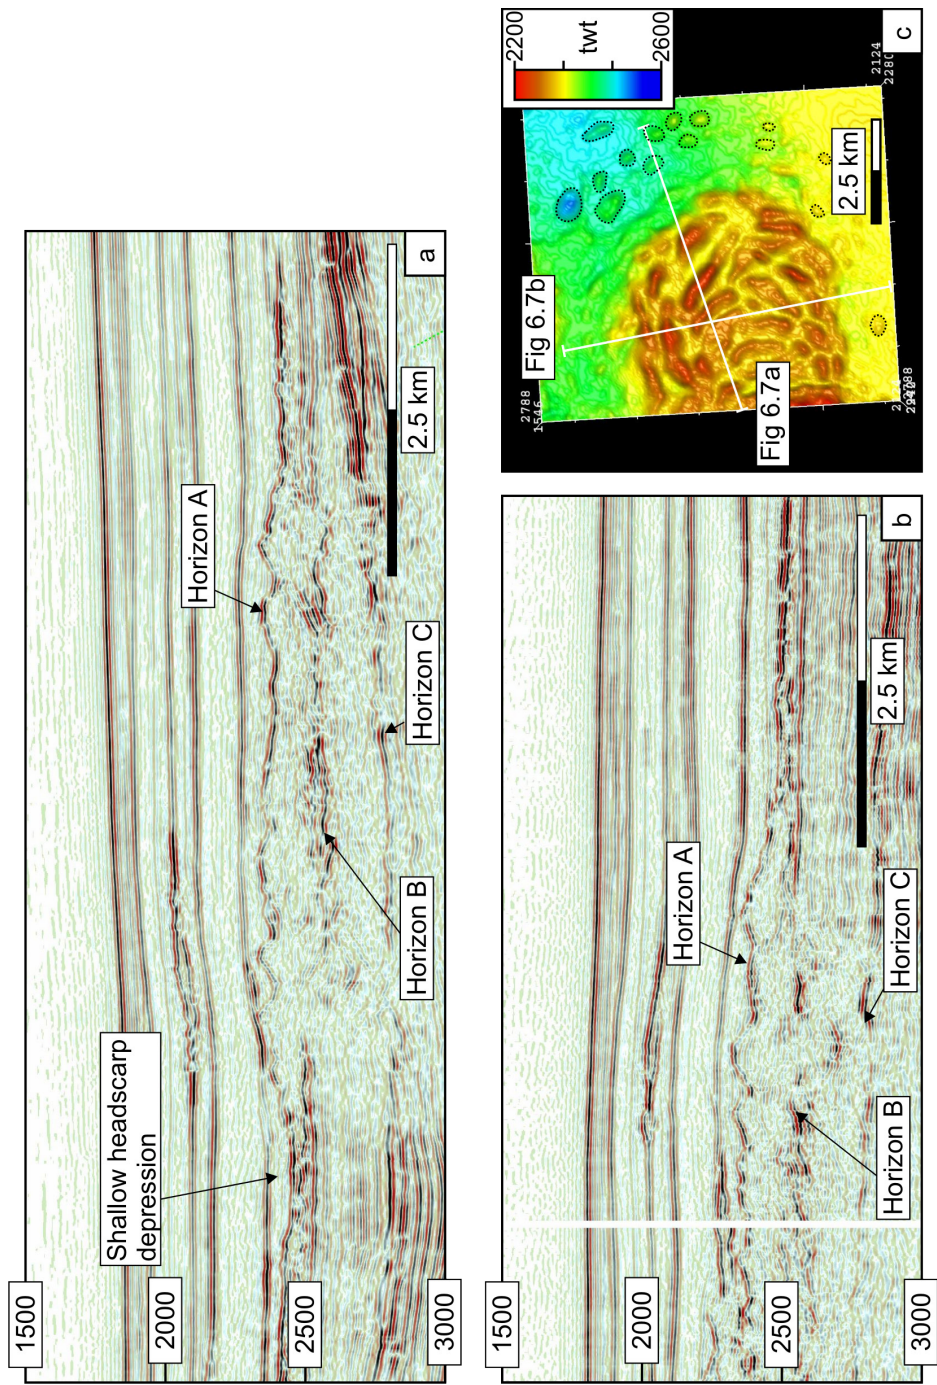 1500
2000
2500
3000
Shallow headscarp
depression
Horizon A
Horizon B
Horizon C
2.5 km
a
1500
2000
2500
3000
Horizon A
Horizon B
Horizon C
2.5 km
b
Fig 6.7b
Fig 6.7a
2200
twt
2600
2.5 km
c
2788
1546
2124
2280